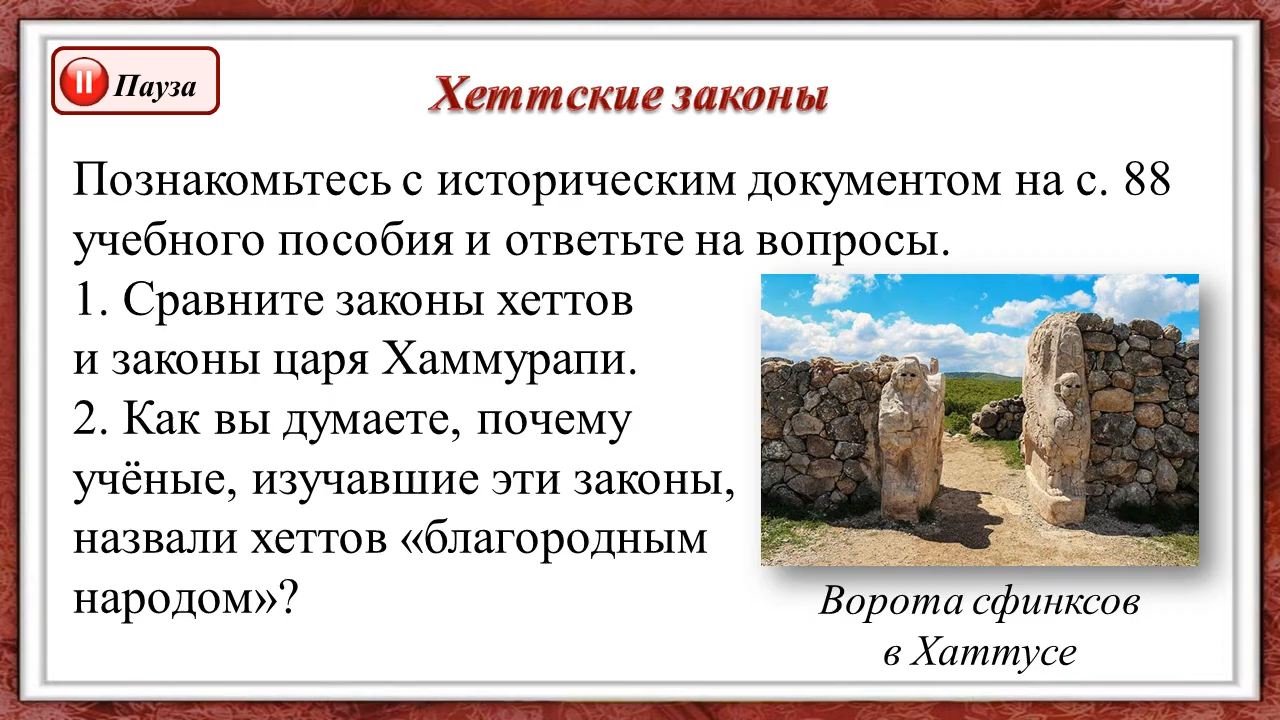 Пауза
Хеттские законы
Познакомьтесь с историческим документом на с. 88
учебного пособия и ответьте на вопросы.
1. Сравните законы хеттов
и законы царя Хаммурапи.
2. Как вы думаете, почему
учёные, изучавшие эти законы,
назвали хеттов «благородным
народом»?
Ворота сфинксов
в Хаттусе